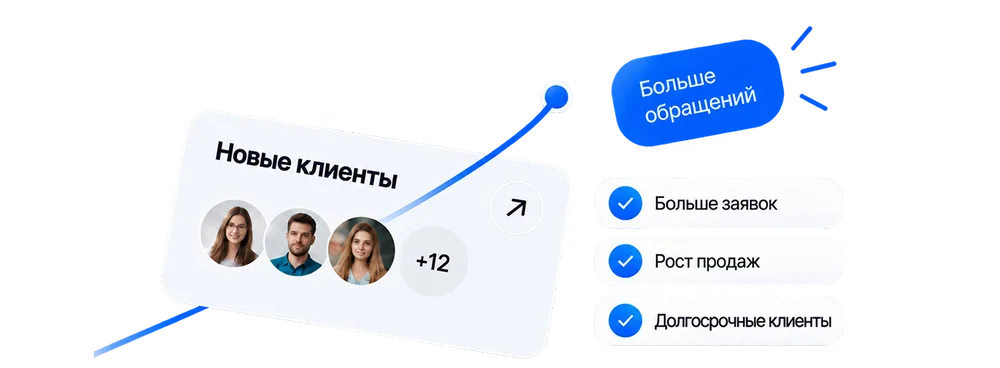 Новые клиенты
+12
Больше
обращений
Больше заявок
Рост продаж
Долгосрочные клиенты